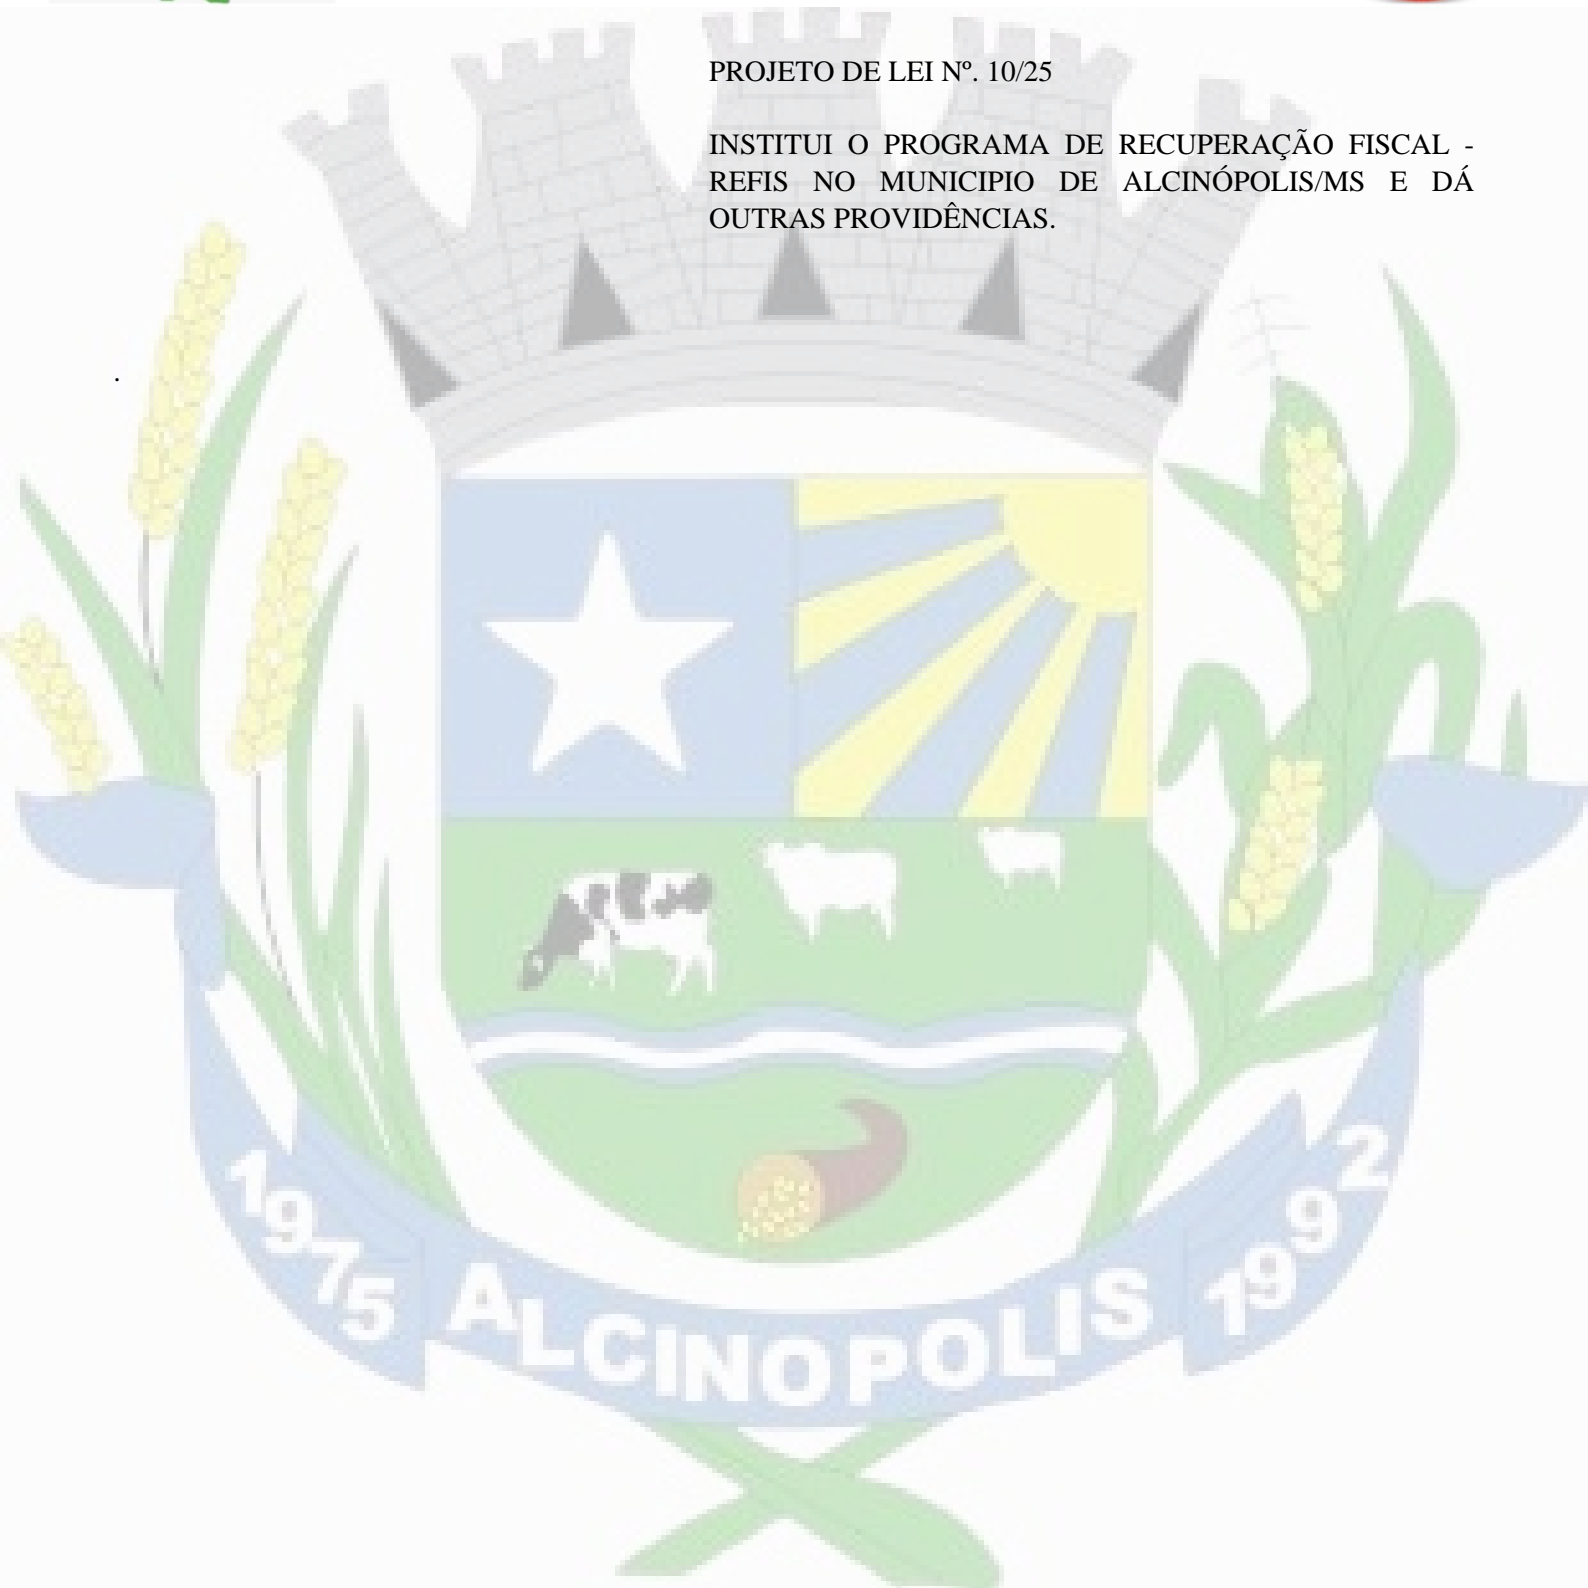 PROJETO DE LEI Nº. 10/25
INSTITUI O PROGRAMA DE RECUPERAÇÃO FISCAL -
REFIS NO MUNICIPIO DE ALCINÓPOLIS/MS E DÁ
OUTRAS PROVIDÊNCIAS.
.
1975 ALCINOPOLIS 1992